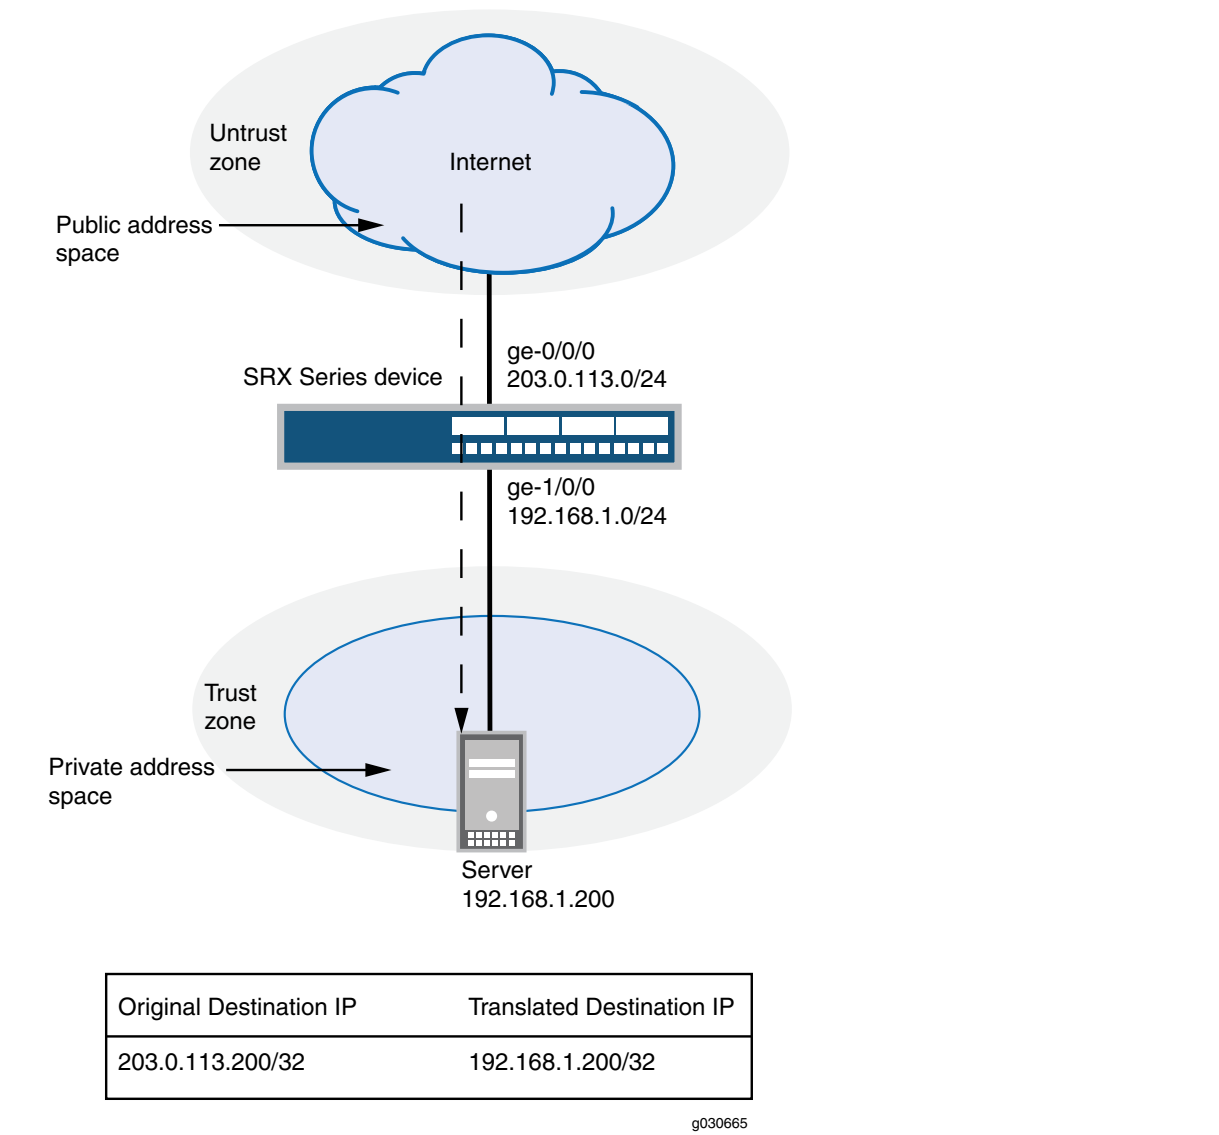 Untrust
zone
Internet
Public address
space
ge-0/0/0
203.0.113.0/24
SRX Series device
ge-1/0/0
192.168.1.0/24
Trust
zone
Private address
space
Server
192.168.1.200
Original Destination IP
Translated Destination IP
203.0.113.200/32
192.168.1.200/32
g030665